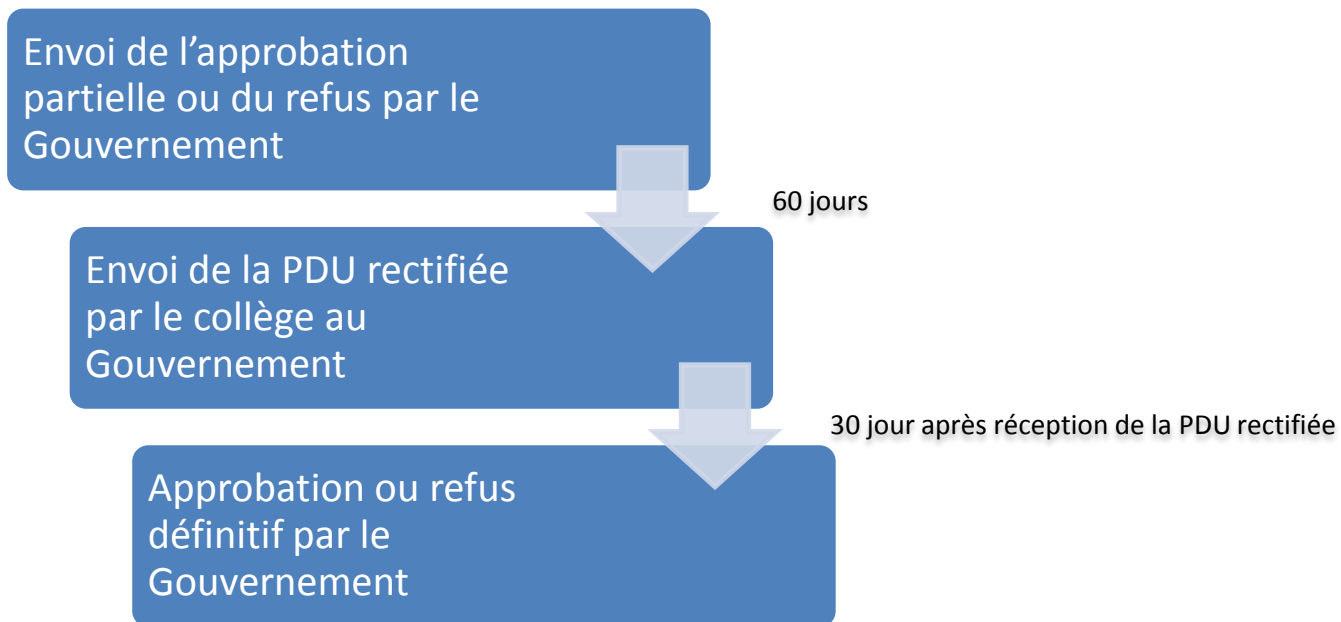 Envoi de l’approbation
partielle ou du refus par le
Gouvernement
60 jours
Envoi de la PDU rectifiée
par le collège au
Gouvernement
30 jour après réception de la PDU rectifiée
Approbation ou refus
définitif par le
Gouvernement